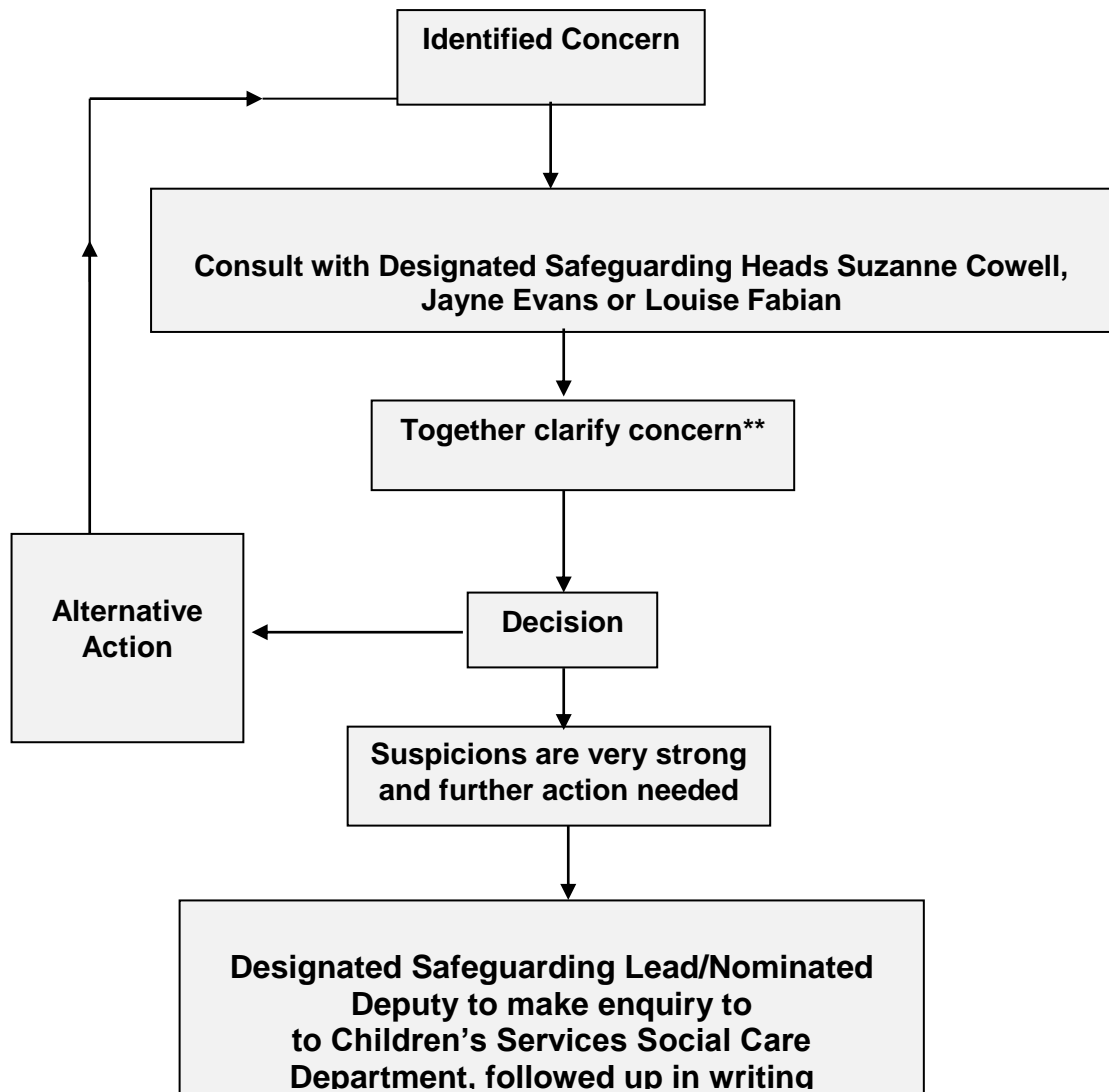 Identified Concern
Consult with Designated Safeguarding Heads Suzanne Cowell,
Jayne Evans or Louise Fabian
Together clarify concern**
Alternative
Action
Decision
Suspicions are very strong
and further action needed
Designated Safeguarding Lead/Nominated
Deputy to make enquiry to
to Children’s Services Social Care
Department, followed up in writing